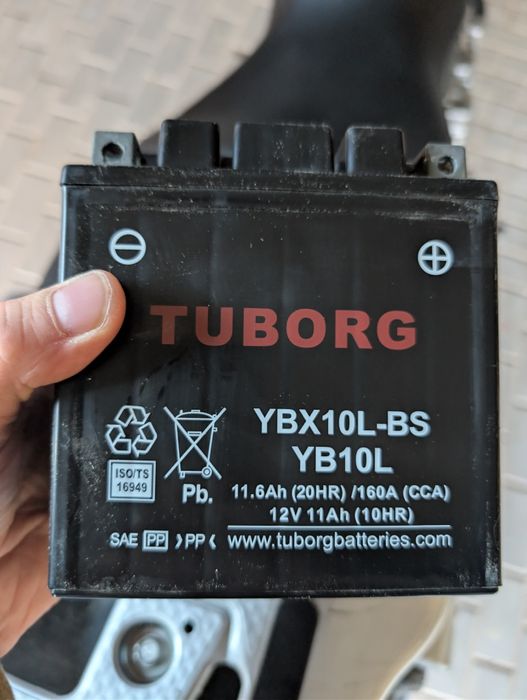 TUBORG
YBX10L-BS
YB10L
ISO/TS
16949
Pb.
11.6Ah (20HR) /160A (CCA)
12V 11Ah (10HR)
SAE PP >PP< www.tuborgbatteries.com